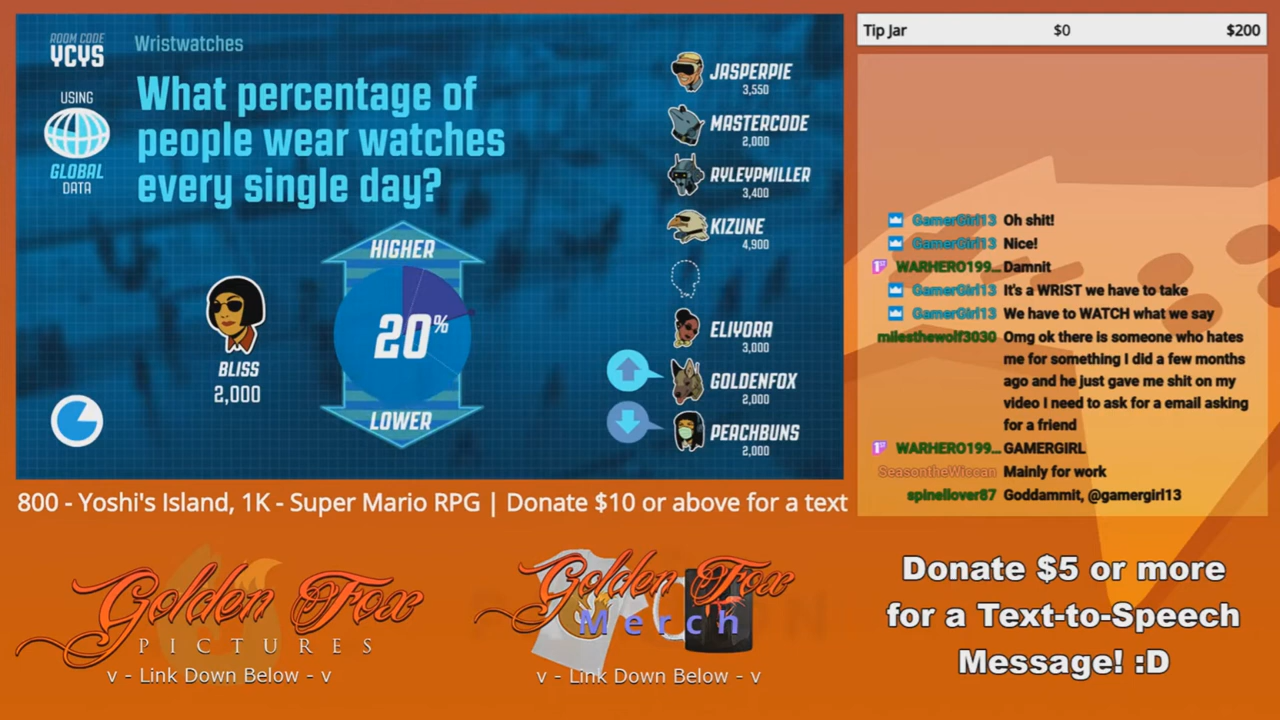 ROOM CODE
YCYS
Wristwatches
What percentage of
people wear watches
every single day?
USING
GLOBAL
DATA
HIGHER
20%
LOWER
BLISS
2,000
JASPERPIE
3,550
MASTERCODE
2,000
RYLEYPMILLER
3,400
KIZUNE
4,900
ELIYORA
3,000
GOLDENFOX
2,000
PEACHBUNS
2,000
Tip Jar $0 $200
GamerGirl13 Oh shit!
GamerGirl13 Nice!
WARHERO199... Damnit
GamerGirl13 It's a WRIST we have to take
GamerGirl13 We have to WATCH what we say
milesthewolf3030 Omg ok there is someone who hates
me for something I did a few months
ago and he just gave me shit on my
video I need to ask for a email asking
for a friend
WARHERO199... GAMERGIRL
SeasontheWiccan Mainly for work
spinellover87 Goddammit, @gamergirl13
800 - Yoshi's Island, 1K - Super Mario RPG | Donate $10 or above for a text
Golden Fox
PICTURES
v - Link Down Below - v
Golden Fox
Merch
v - Link Down Below - v
Donate $5 or more
for a Text-to-Speech
Message! :D